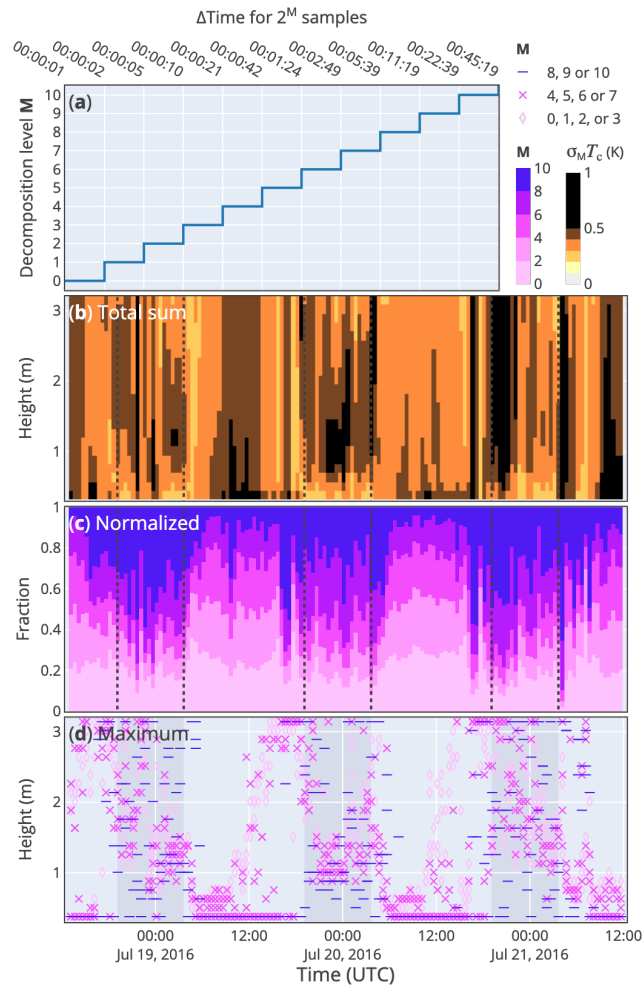 ΔTime for 2^M samples
00:00:01
00:00:02
00:00:05
00:00:10
00:00:21
00:00:42
00:01:24
00:02:49
00:05:39
00:11:19
00:22:39
00:45:19
M
8, 9 or 10
4, 5, 6 or 7
0, 1, 2, or 3
(a)
Decomposition level M
10
9
8
7
6
5
4
3
2
1
0
M
10
8
6
4
2
0
σ_M T_c (K)
1
0.5
0
(b) Total sum
Height (m)
3
2
1
(c) Normalized
Fraction
1
0.8
0.6
0.4
0.2
0
(d) Maximum
Height (m)
3
2
1
00:00 12:00 00:00 12:00 00:00 12:00
Jul 19, 2016 Jul 20, 2016 Jul 21, 2016
Time (UTC)